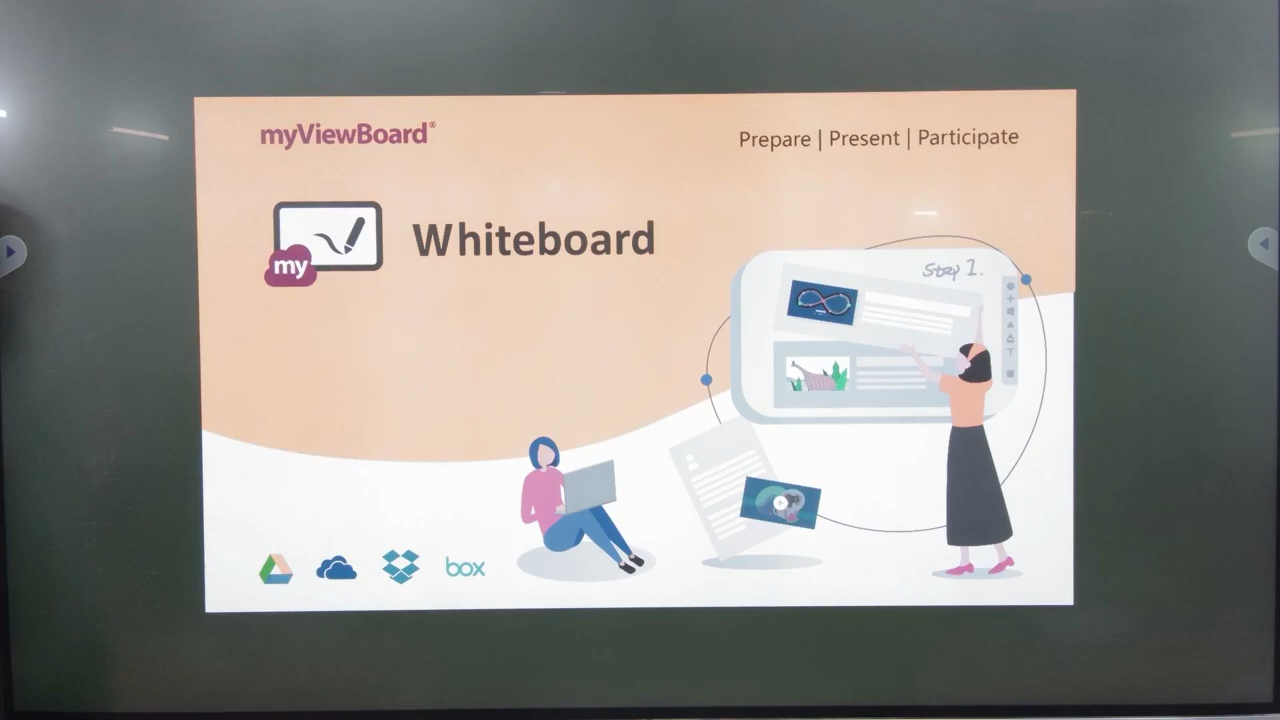 myViewBoard®
Prepare | Present | Participate
Whiteboard
my
Step 1.
box